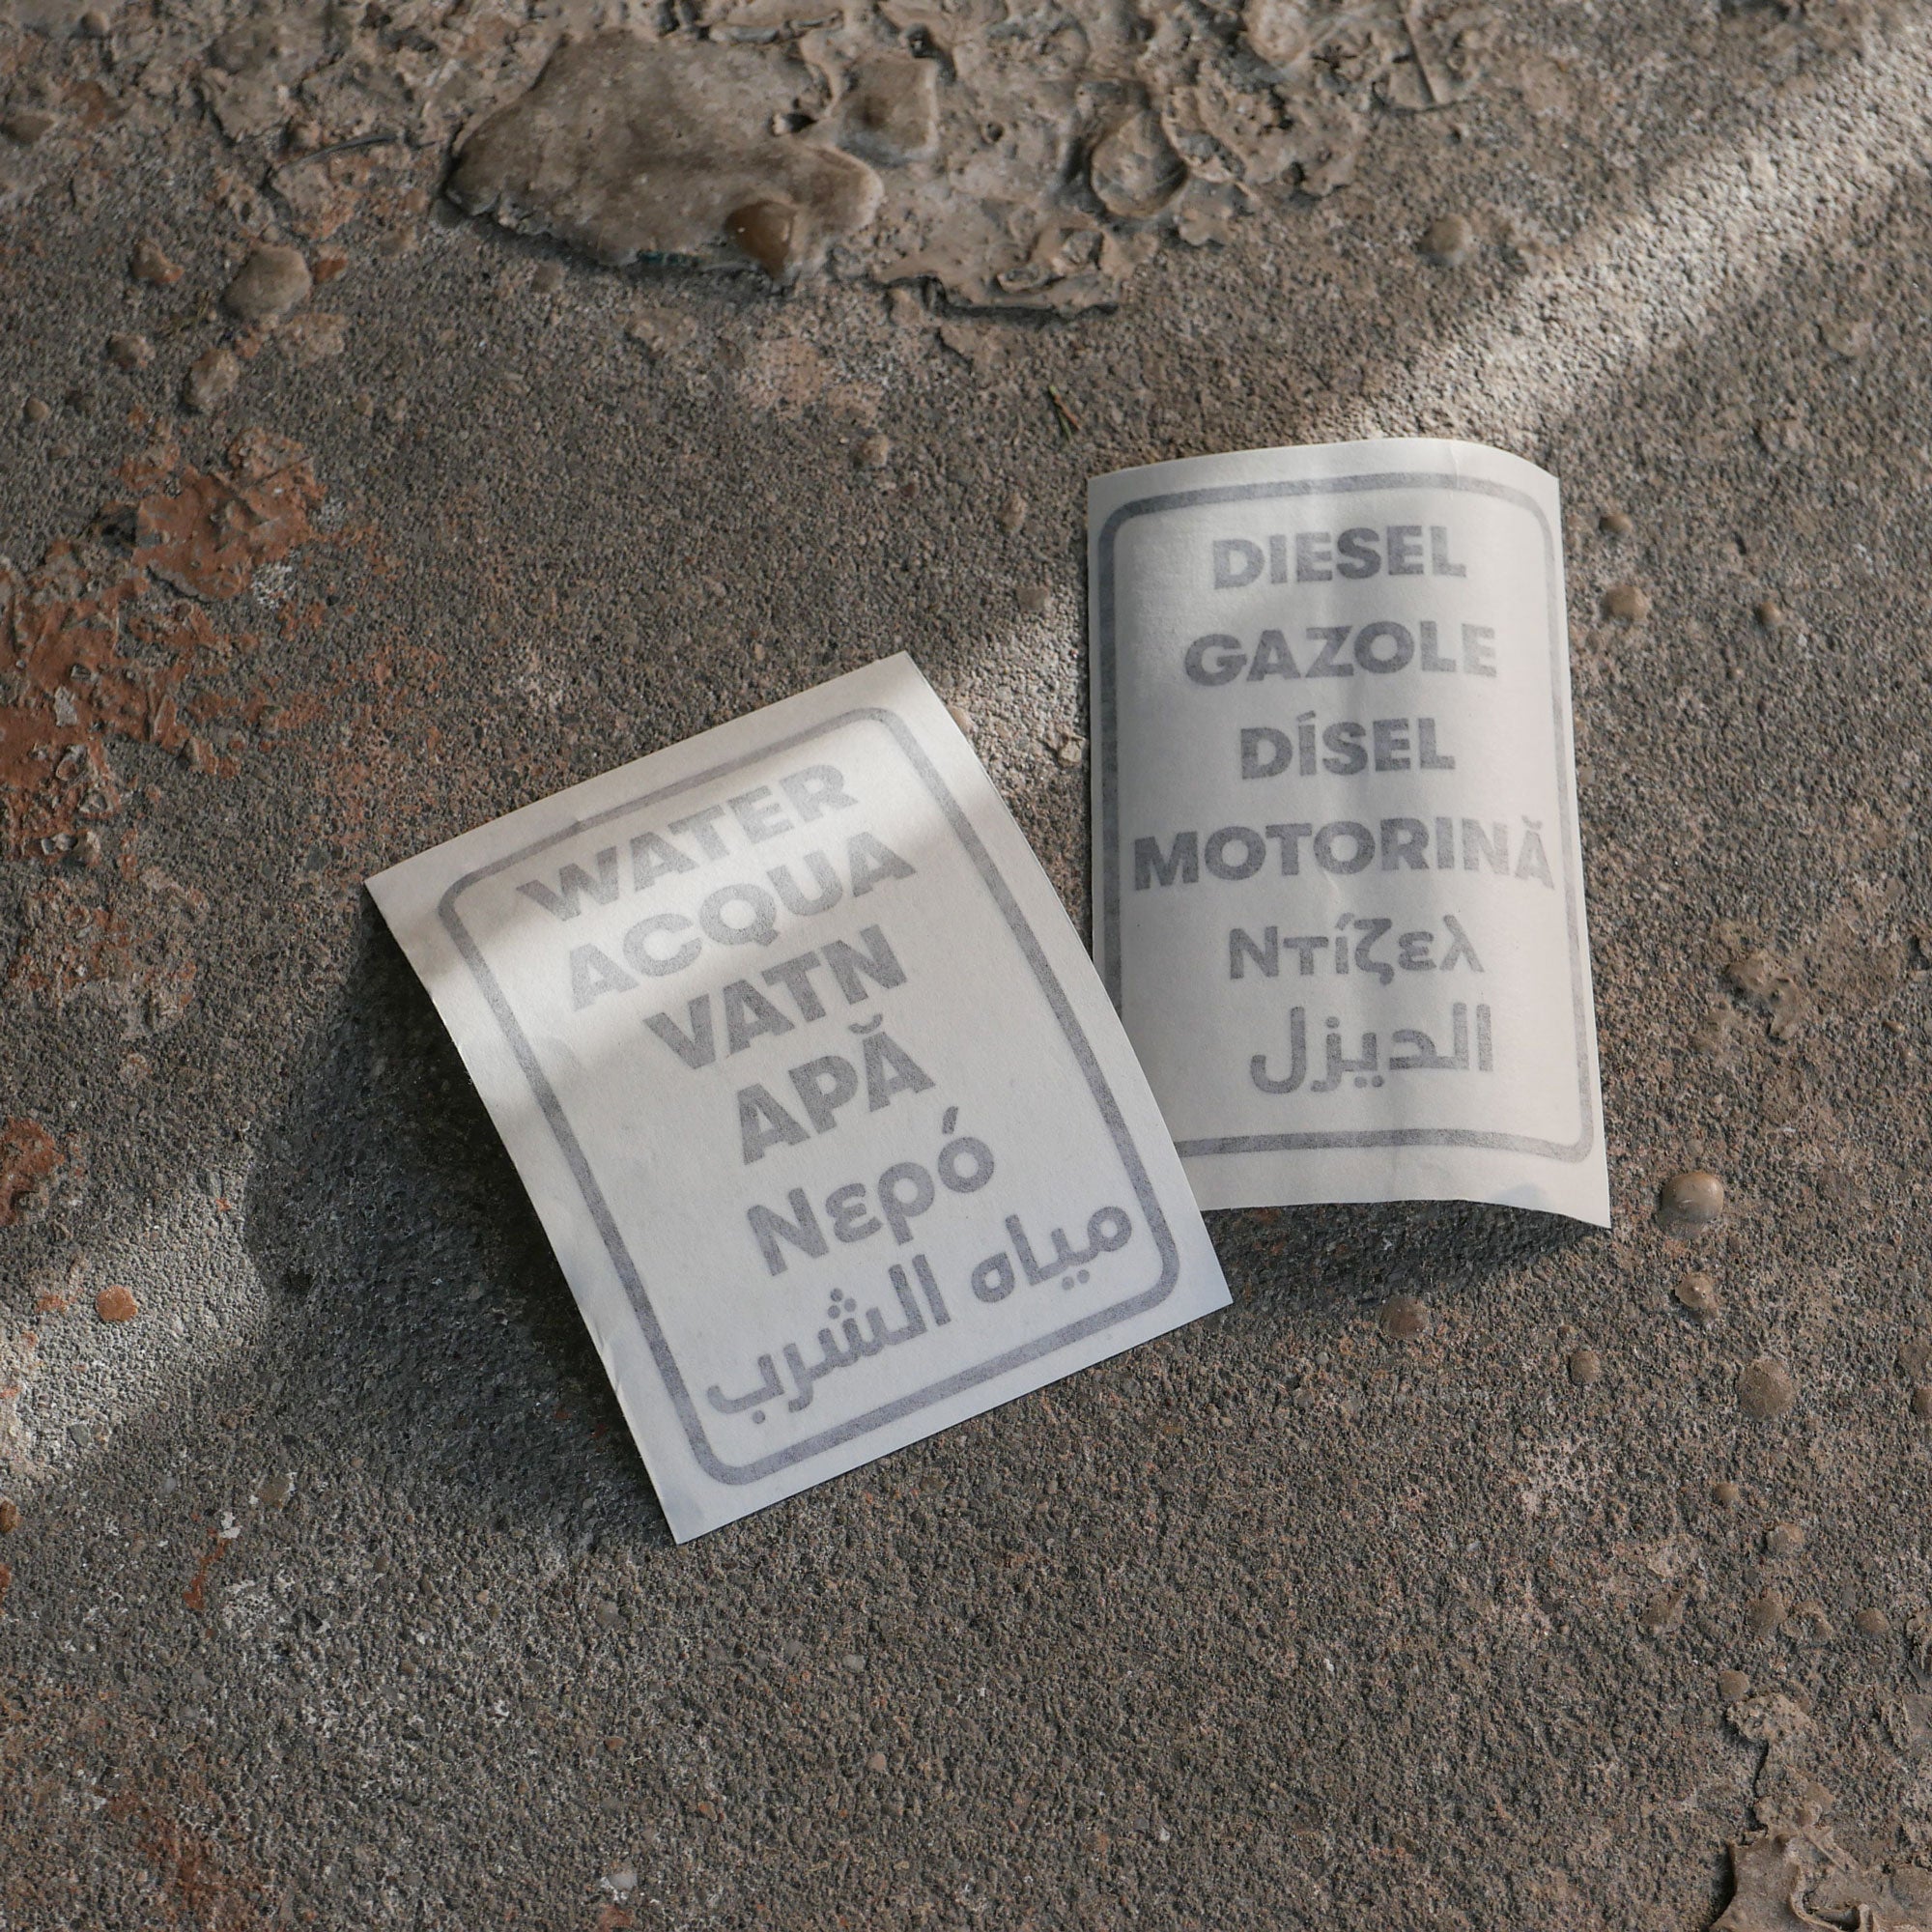 WATER
ACQUA
VATN
APĂ
Νερό
مياه الشرب
DIESEL
GAZOLE
DÍSEL
MOTORINĂ
Ντίζελ
الديزل